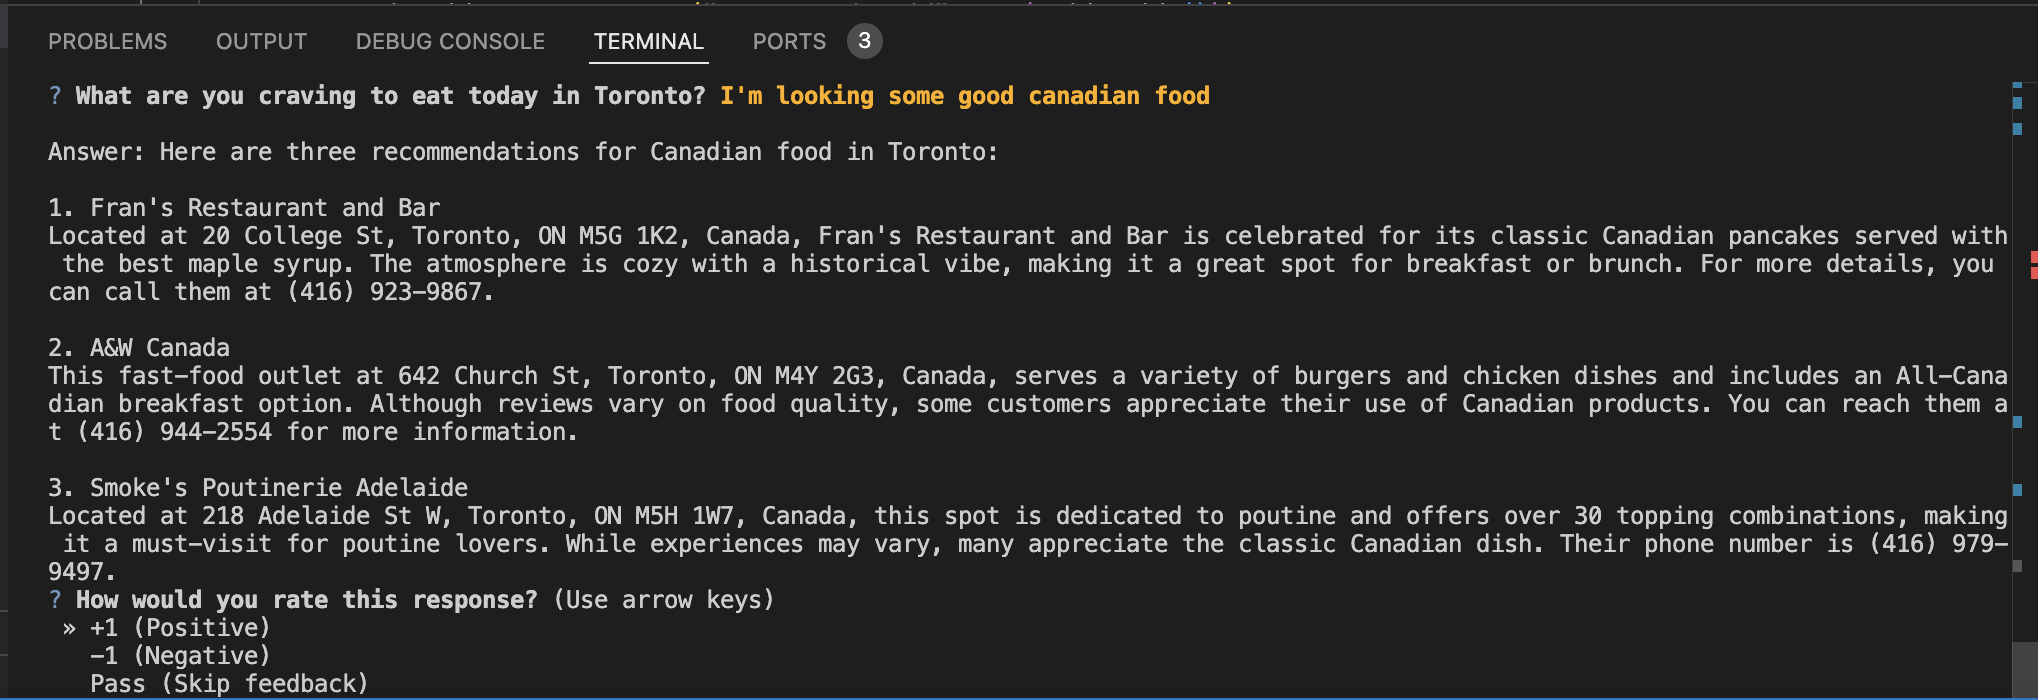 PROBLEMS OUTPUT DEBUG CONSOLE TERMINAL PORTS 3
? What are you craving to eat today in Toronto? I'm looking some good canadian food
Answer: Here are three recommendations for Canadian food in Toronto:
1. Fran's Restaurant and Bar
Located at 20 College St, Toronto, ON M5G 1K2, Canada, Fran's Restaurant and Bar is celebrated for its classic Canadian pancakes served with
the best maple syrup. The atmosphere is cozy with a historical vibe, making it a great spot for breakfast or brunch. For more details, you
can call them at (416) 923-9867.
2. A&W Canada
This fast-food outlet at 642 Church St, Toronto, ON M4Y 2G3, Canada, serves a variety of burgers and chicken dishes and includes an All-Cana
dian breakfast option. Although reviews vary on food quality, some customers appreciate their use of Canadian products. You can reach them a
t (416) 944-2554 for more information.
3. Smoke's Poutinerie Adelaide
Located at 218 Adelaide St W, Toronto, ON M5H 1W7, Canada, this spot is dedicated to poutine and offers over 30 topping combinations, making
it a must-visit for poutine lovers. While experiences may vary, many appreciate the classic Canadian dish. Their phone number is (416) 979-
9497.
? How would you rate this response? (Use arrow keys)
» +1 (Positive)
-1 (Negative)
Pass (Skip feedback)